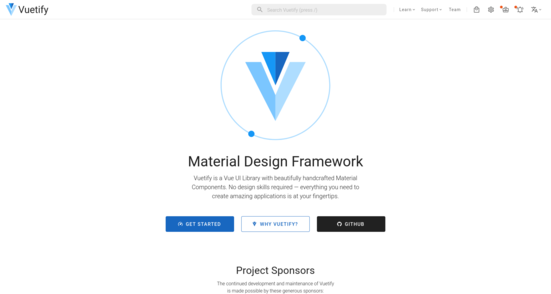 Vuetify
Search Vuetify (press /)
Learn
Support
Team
Material Design Framework
Vuetify is a Vue UI Library with beautifully handcrafted Material
Components. No design skills required — everything you need to
create amazing applications is at your fingertips.
GET STARTED
WHY VUETIFY?
GITHUB
Project Sponsors
The continued development and maintenance of Vuetify
is made possible by these generous sponsors